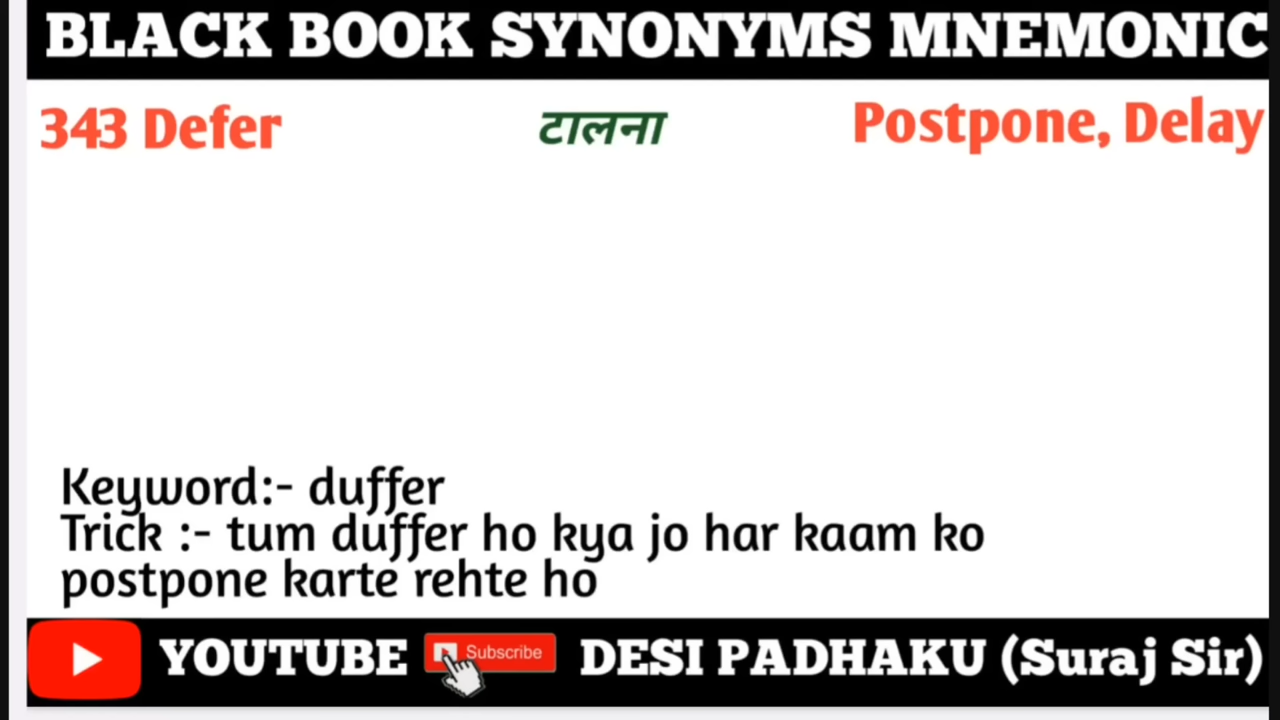 BLACK BOOK SYNONYMS MNEMONIC
343 Defer टालना Postpone, Delay
Keyword:- duffer
Trick :- tum duffer ho kya jo har kaam ko
postpone karte rehte ho
YOUTUBE Subscribe DESI PADHAKU (Suraj Sir)